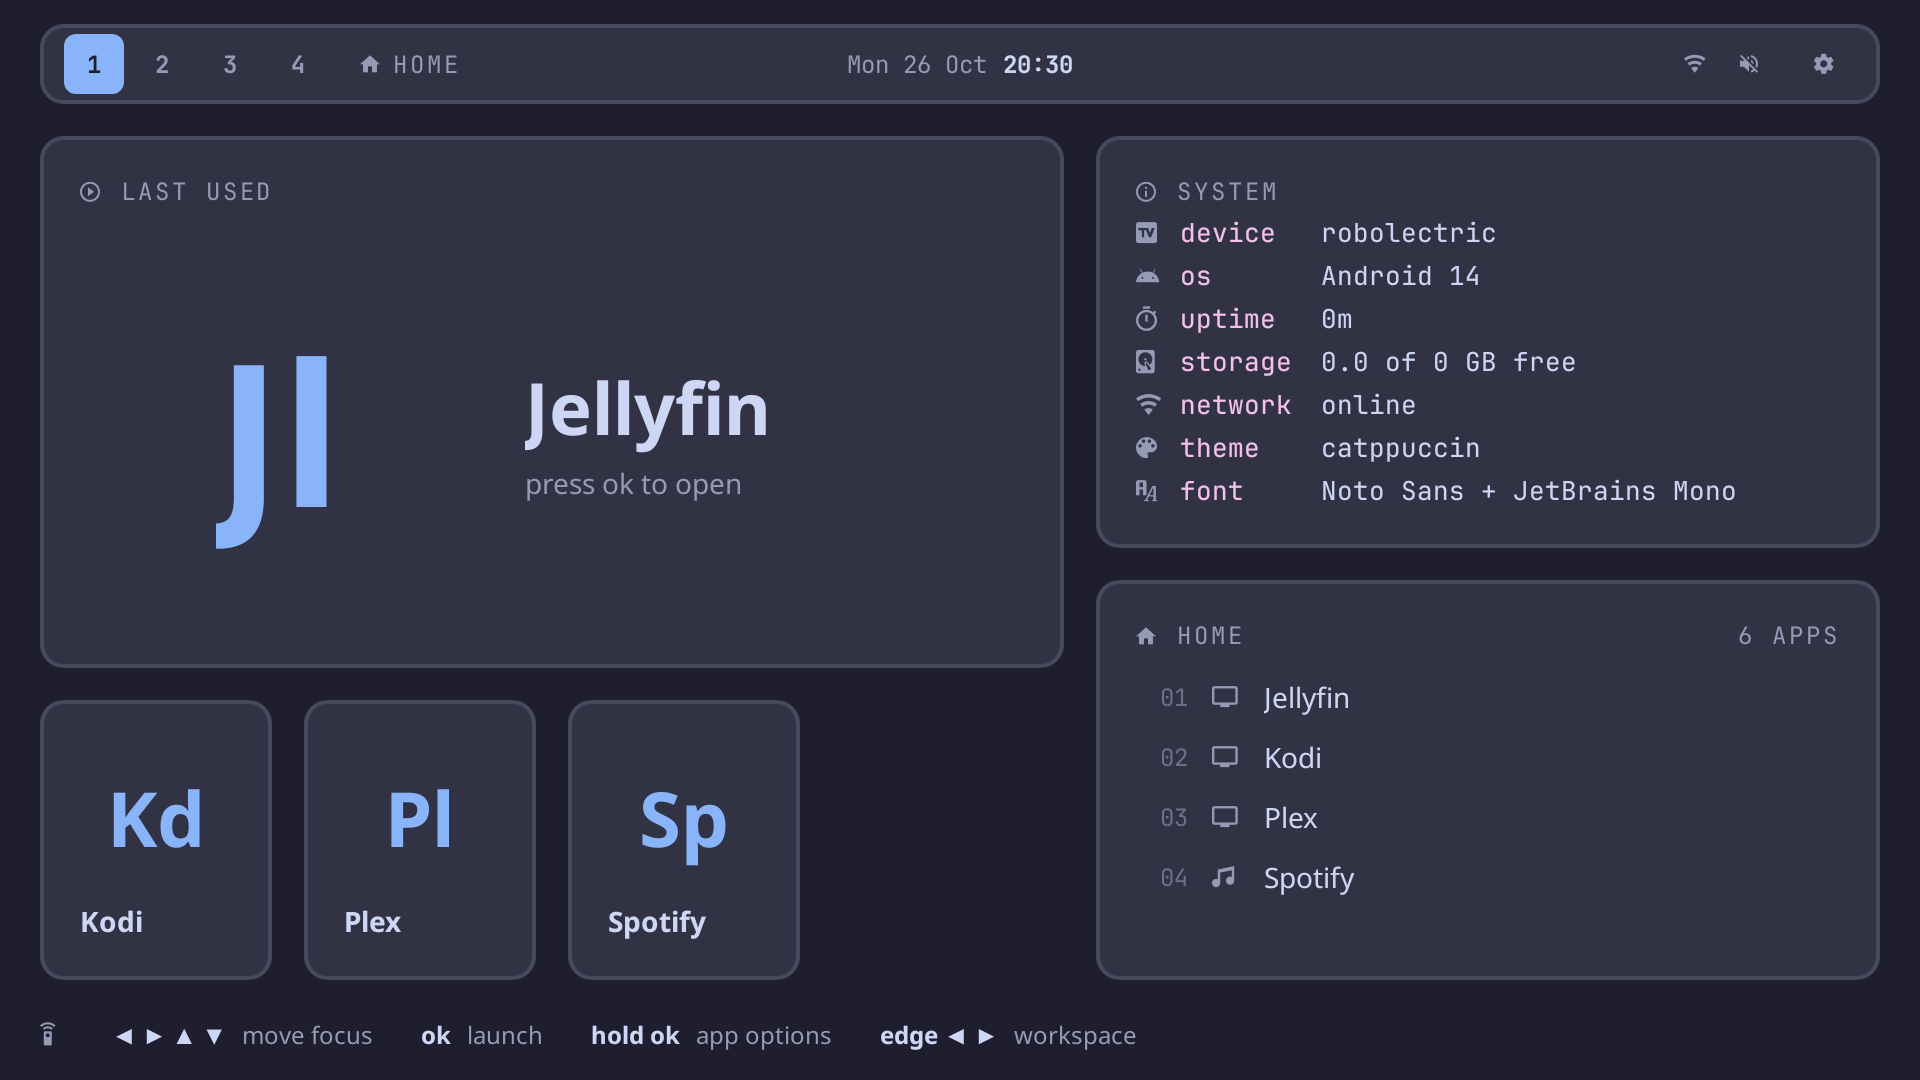 1 2 3 4 HOME Mon 26 Oct 20:30
LAST USED
Jl
Jellyfin
press ok to open
Kd
Kodi
Pl
Plex
Sp
Spotify
SYSTEM
TV device robolectric
os Android 14
uptime 0m
storage 0.0 of 0 GB free
network online
theme catppuccin
font Noto Sans + JetBrains Mono
HOME 6 APPS
01 Jellyfin
02 Kodi
03 Plex
04 Spotify
◀ ▶ ▲ ▼ move focus ok launch hold ok app options edge ◀ ▶ workspace